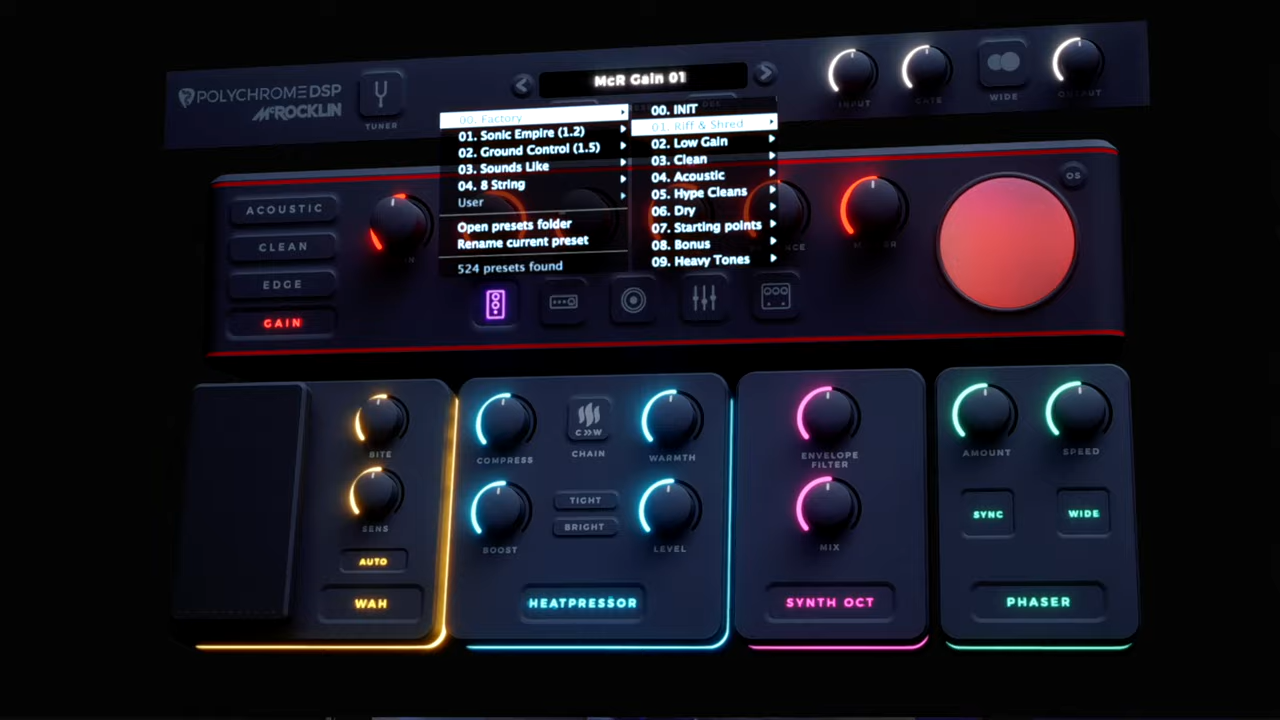 McR Gain 01
POLYCHROMEDSP
McROCKLIN
TUNER
INPUT
GATE
WIDE
OUTPUT
00. Factory
01. Sonic Empire (1.2)
02. Ground Control (1.5)
03. Sounds Like
04. 8 String
User
Open presets folder
Rename current preset
524 presets found
00. INIT
01. Riff & Shred
02. Low Gain
03. Clean
04. Acoustic
05. Hype Cleans
06. Dry
07. Starting points
08. Bonus
09. Heavy Tones
OS
ACOUSTIC
CLEAN
EDGE
GAIN
BITE
SENS
AUTO
WAH
COMPRESS
C》W
CHAIN
WARMTH
BOOST
TIGHT
BRIGHT
LEVEL
HEATPRESSOR
ENVELOPE
FILTER
MIX
SYNTH OCT
AMOUNT
SPEED
SYNC
WIDE
PHASER